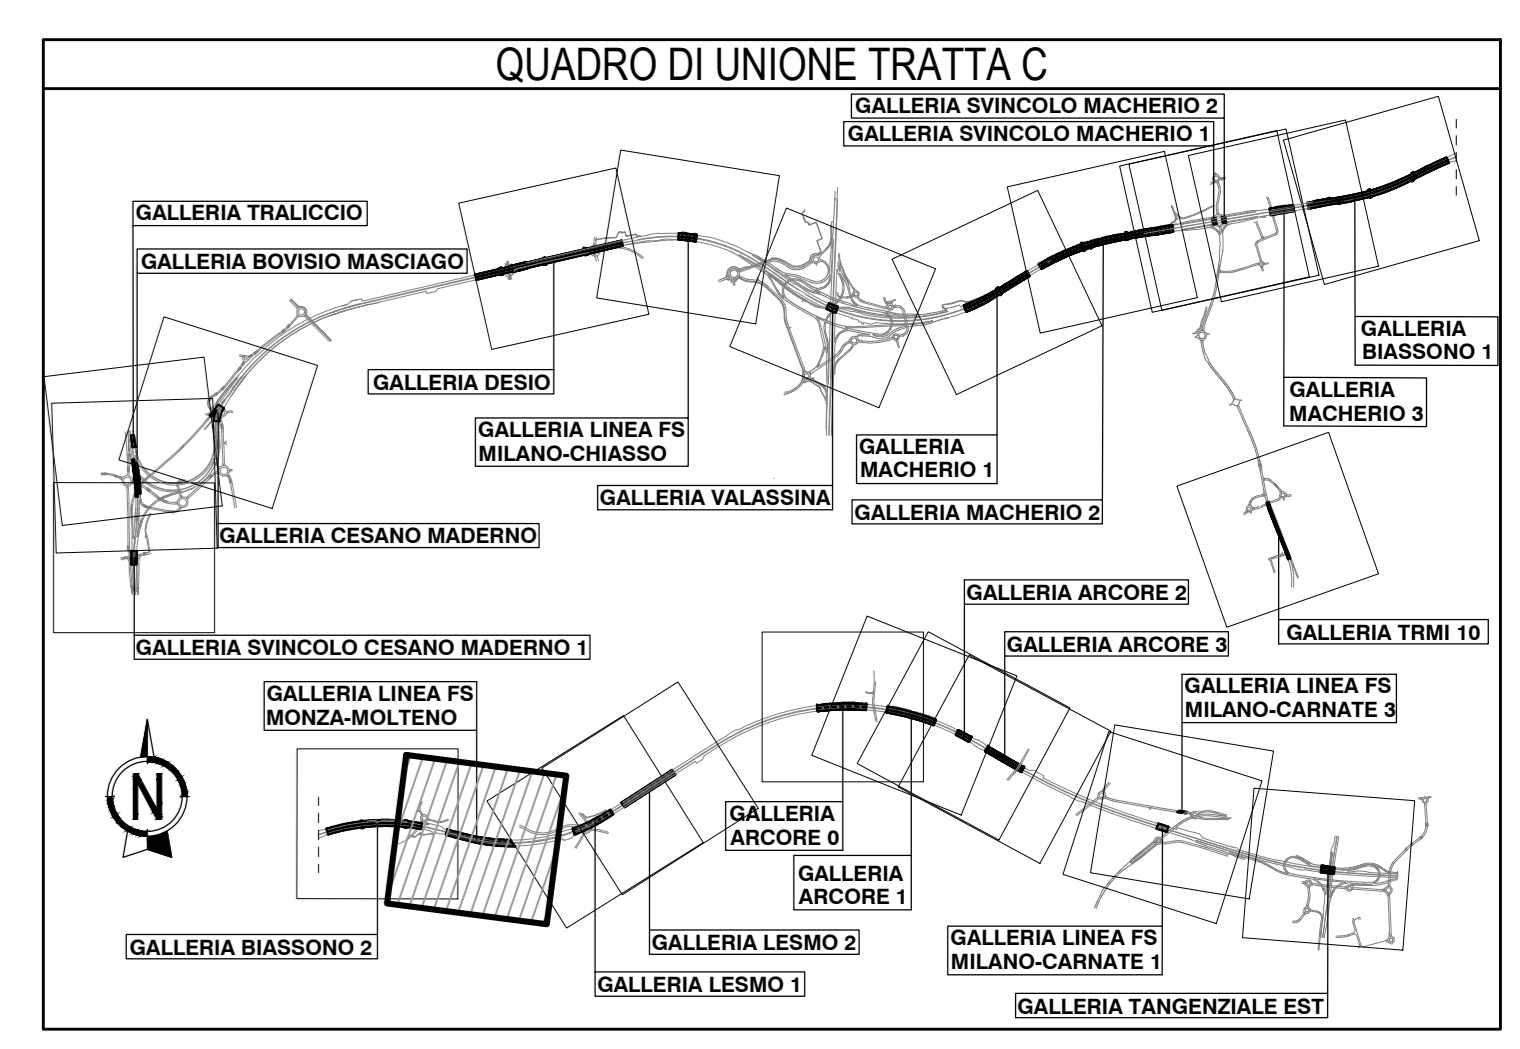 QUADRO DI UNIONE TRATTA C
GALLERIA SVINCOLO MACHERIO 2
GALLERIA SVINCOLO MACHERIO 1
GALLERIA TRALICCIO
GALLERIA BOVISIO MASCIAGO
GALLERIA BIASSONO 1
GALLERIA DESIO
GALLERIA
MACHERIO 3
GALLERIA LINEA FS
MILANO-CHIASSO
GALLERIA
MACHERIO 1
GALLERIA VALASSINA
GALLERIA MACHERIO 2
GALLERIA CESANO MADERNO
GALLERIA ARCORE 2
GALLERIA TRMI 10
GALLERIA SVINCOLO CESANO MADERNO 1
GALLERIA ARCORE 3
GALLERIA LINEA FS
MONZA-MOLTENO
GALLERIA LINEA FS
MILANO-CARNATE 3
N
GALLERIA
ARCORE 0
GALLERIA
ARCORE 1
GALLERIA BIASSONO 2
GALLERIA LESMO 2
GALLERIA LINEA FS
MILANO-CARNATE 1
GALLERIA LESMO 1
GALLERIA TANGENZIALE EST